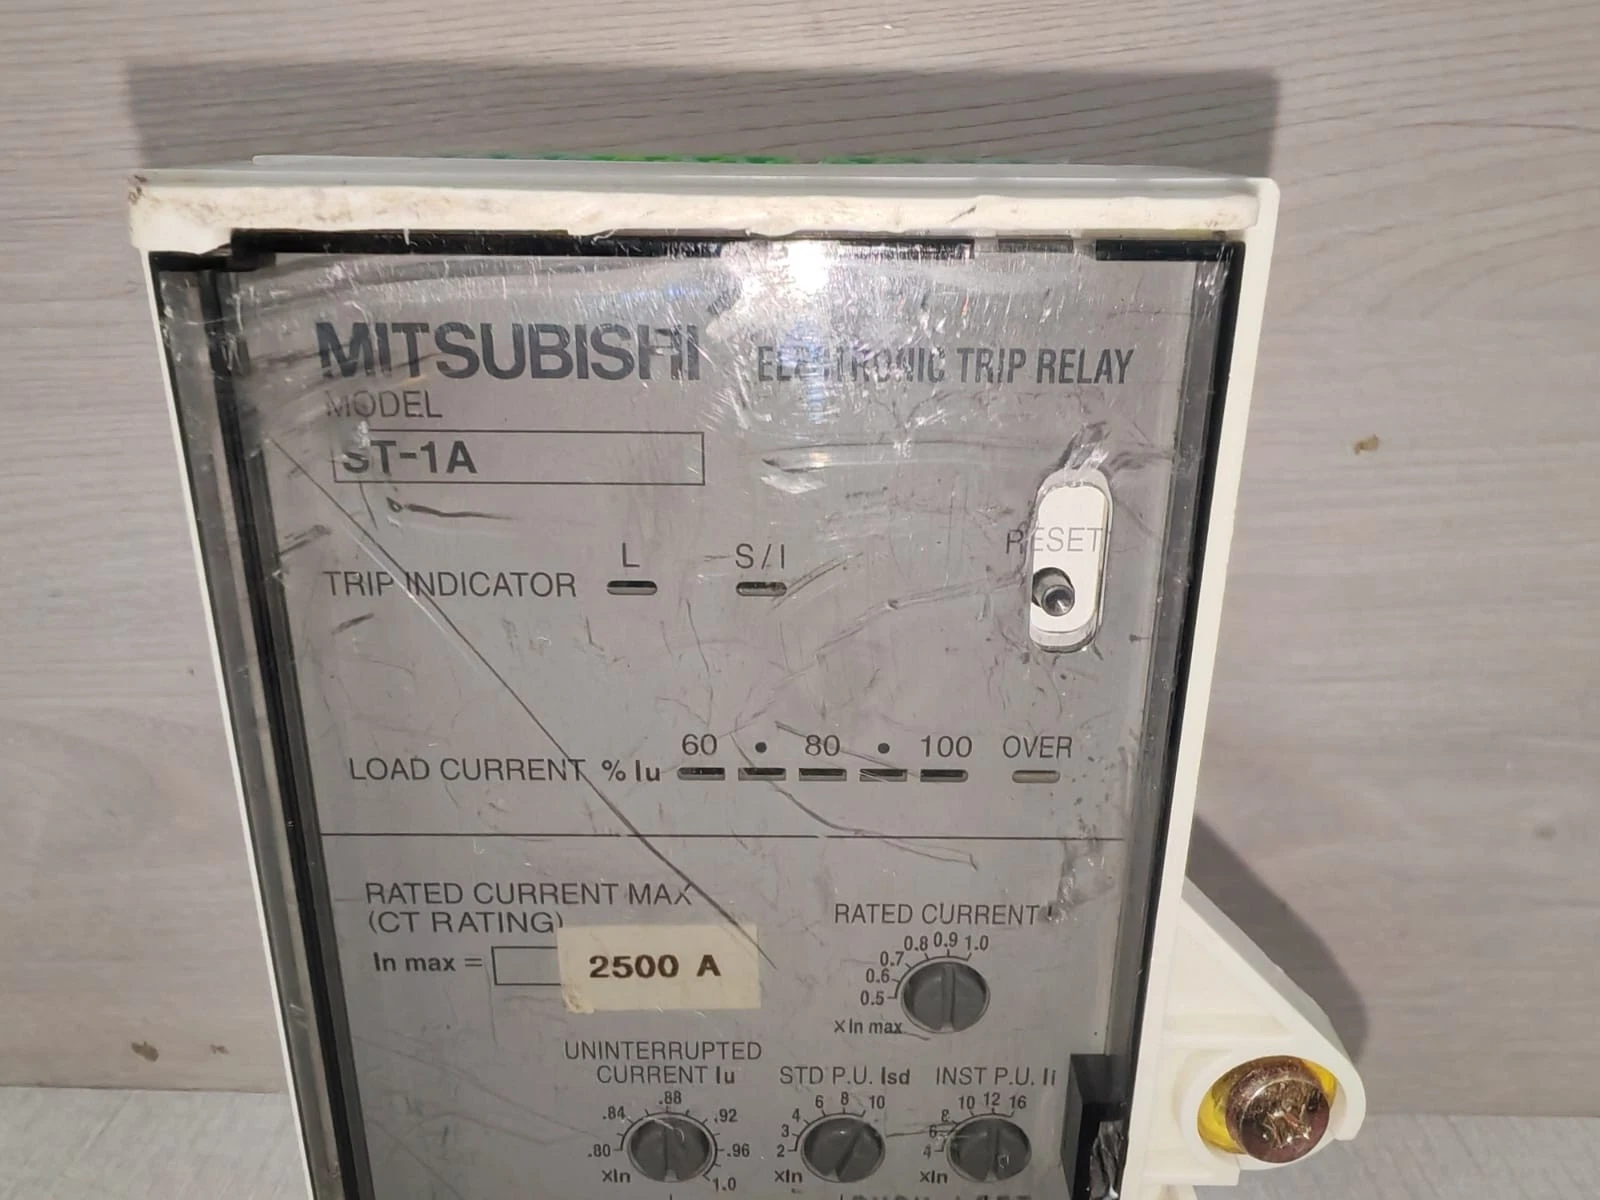 MITSUBISHI ELECTRONIC TRIP RELAY
MODEL
ST-1A
L S/I
TRIP INDICATOR
RESET
60 • 80 • 100 OVER
LOAD CURRENT % Iu
RATED CURRENT MAX
(CT RATING)
In max = 2500 A
RATED CURRENT
0.5 0.6 0.7 0.8 0.9 1.0
x In max
UNINTERRUPTED
CURRENT Iu
.80 .84 .88 .92 .96 1.0
xIn
STD P.U. Isd
2 3 4 6 8 10
xIn
INST P.U. Ii
4 6 8 10 12 16
xIn